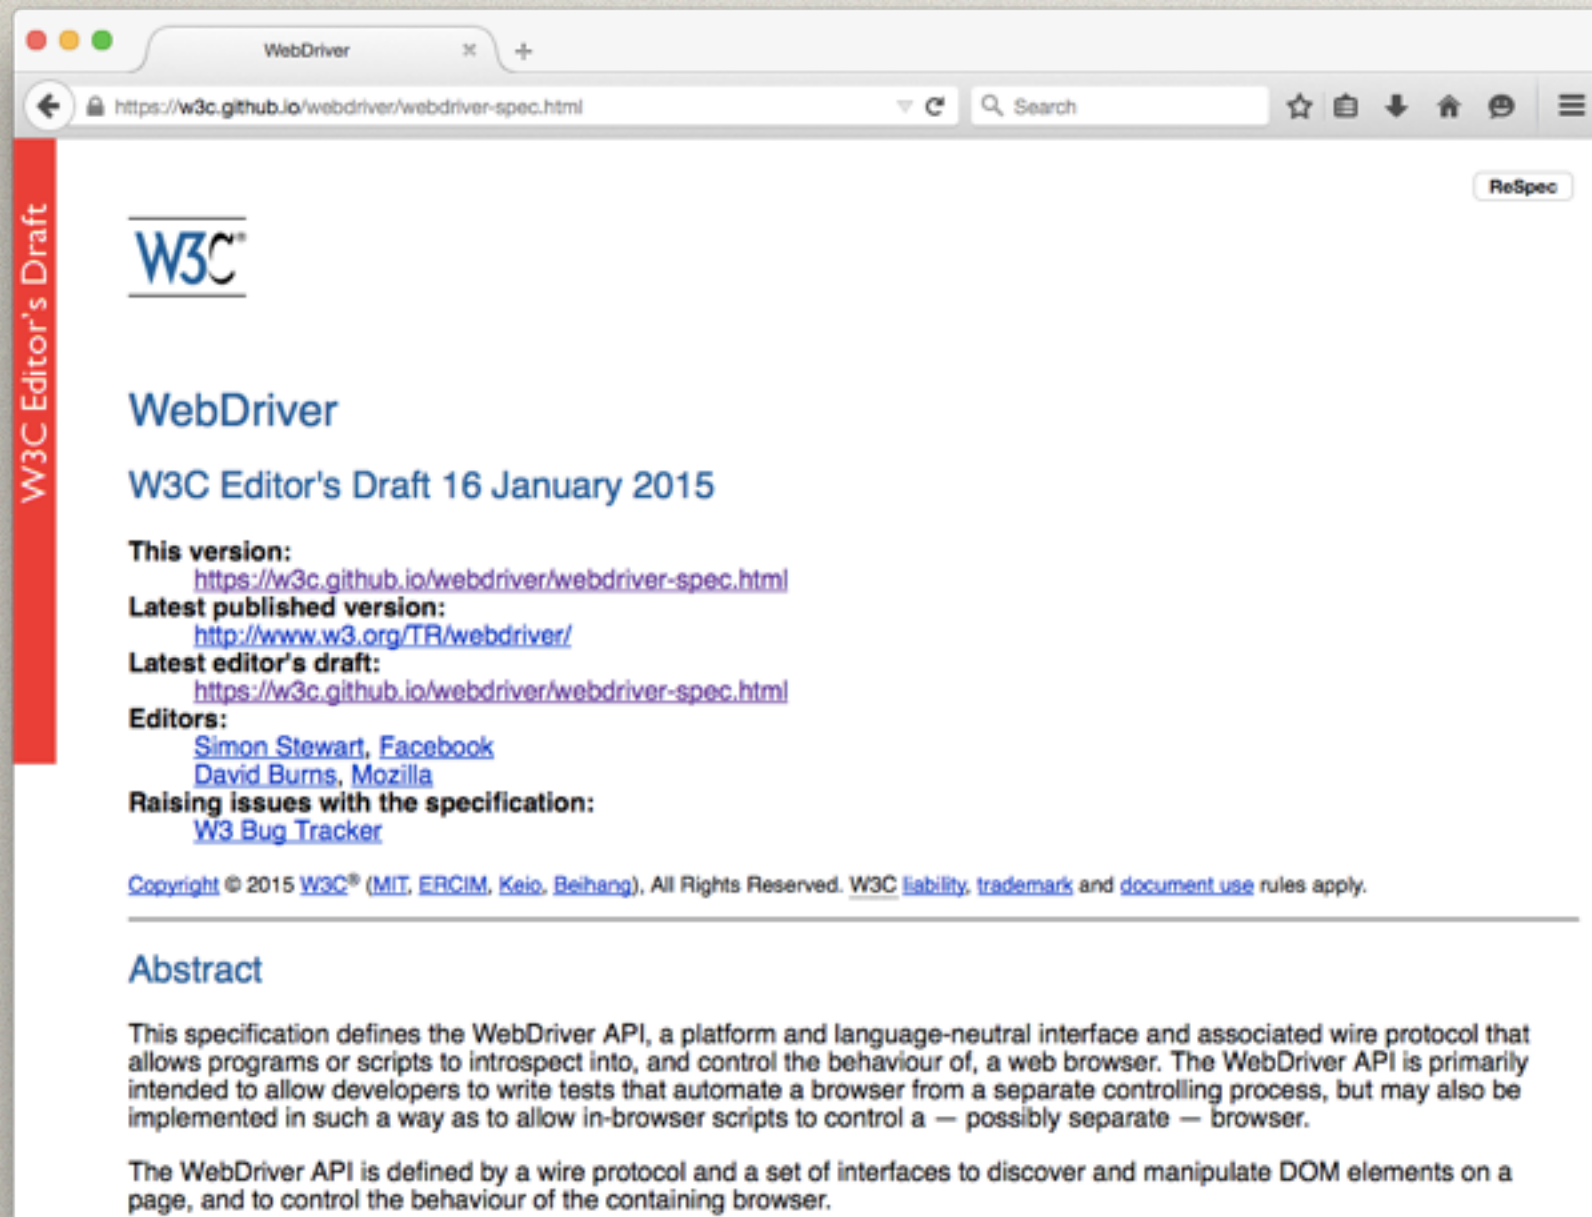 WebDriver
https://w3c.github.io/webdriver/webdriver-spec.html
Search
ReSpec
W3C Editor's Draft
W3C®
WebDriver
W3C Editor's Draft 16 January 2015
This version:
https://w3c.github.io/webdriver/webdriver-spec.html
Latest published version:
http://www.w3.org/TR/webdriver/
Latest editor's draft:
https://w3c.github.io/webdriver/webdriver-spec.html
Editors:
Simon Stewart, Facebook
David Burns, Mozilla
Raising issues with the specification:
W3 Bug Tracker
Copyright © 2015 W3C® (MIT, ERCIM, Keio, Beihang), All Rights Reserved. W3C liability, trademark and document use rules apply.
Abstract
This specification defines the WebDriver API, a platform and language-neutral interface and associated wire protocol that
allows programs or scripts to introspect into, and control the behaviour of, a web browser. The WebDriver API is primarily
intended to allow developers to write tests that automate a browser from a separate controlling process, but may also be
implemented in such a way as to allow in-browser scripts to control a — possibly separate — browser.
The WebDriver API is defined by a wire protocol and a set of interfaces to discover and manipulate DOM elements on a
page, and to control the behaviour of the containing browser.